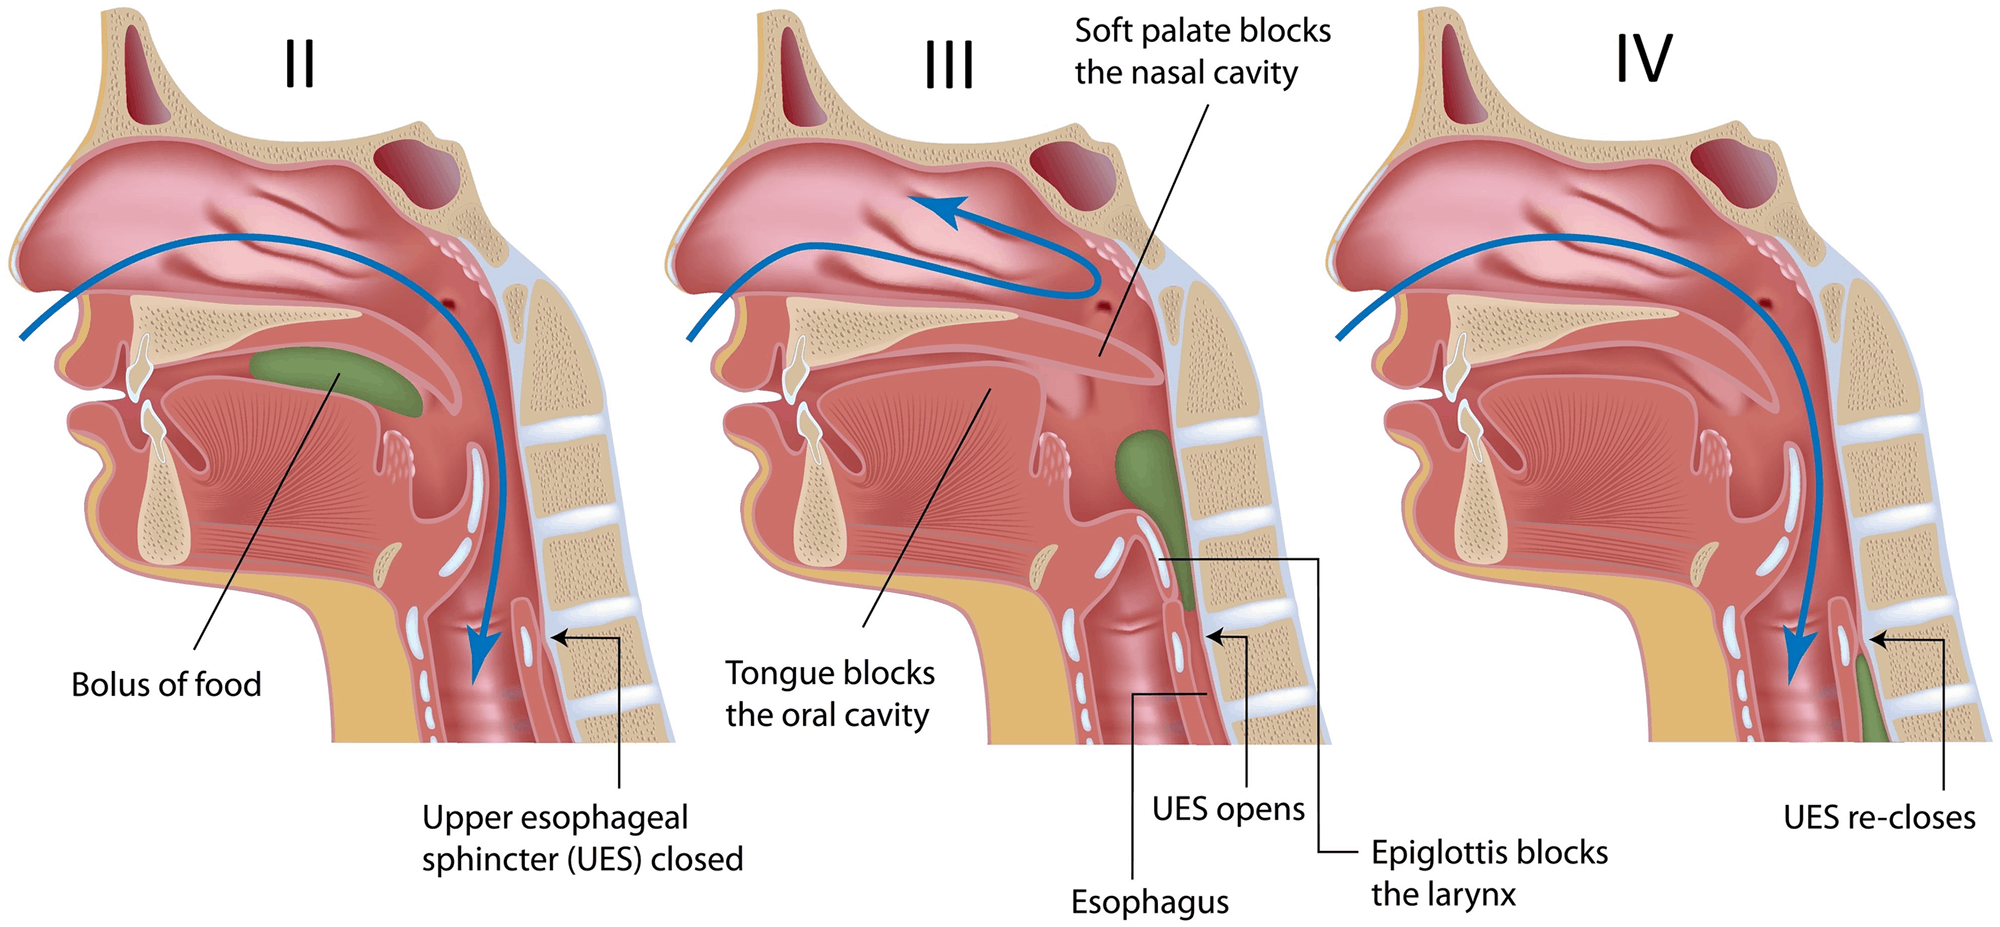 II
Bolus of food
Upper esophageal
sphincter (UES) closed
III
Soft palate blocks
the nasal cavity
Tongue blocks
the oral cavity
UES opens
Esophagus
Epiglottis blocks
the larynx
IV
UES re-closes